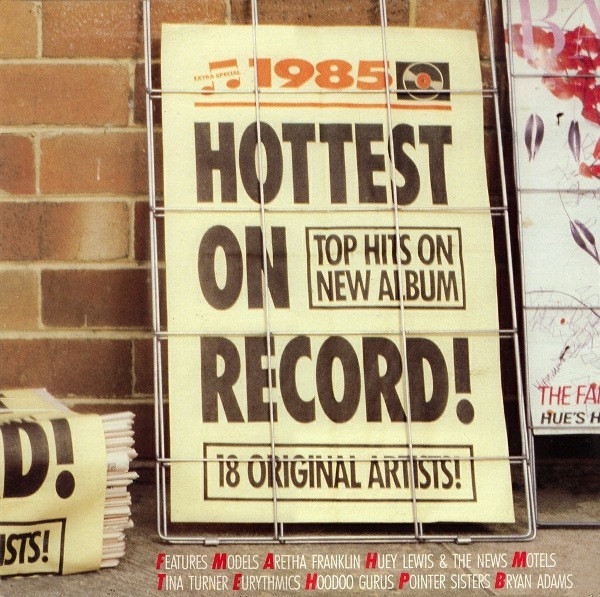 EXTRA SPECIAL
1985
HOTTEST
ON
TOP HITS ON
NEW ALBUM
RECORD!
18 ORIGINAL ARTISTS!
D!
ISTS!
THE FA
HUE'S H
FEATURES MODELS ARETHA FRANKLIN HUEY LEWIS & THE NEWS MOTELS
TINA TURNER EURYTHMICS HOODOO GURUS POINTER SISTERS BRYAN ADAMS